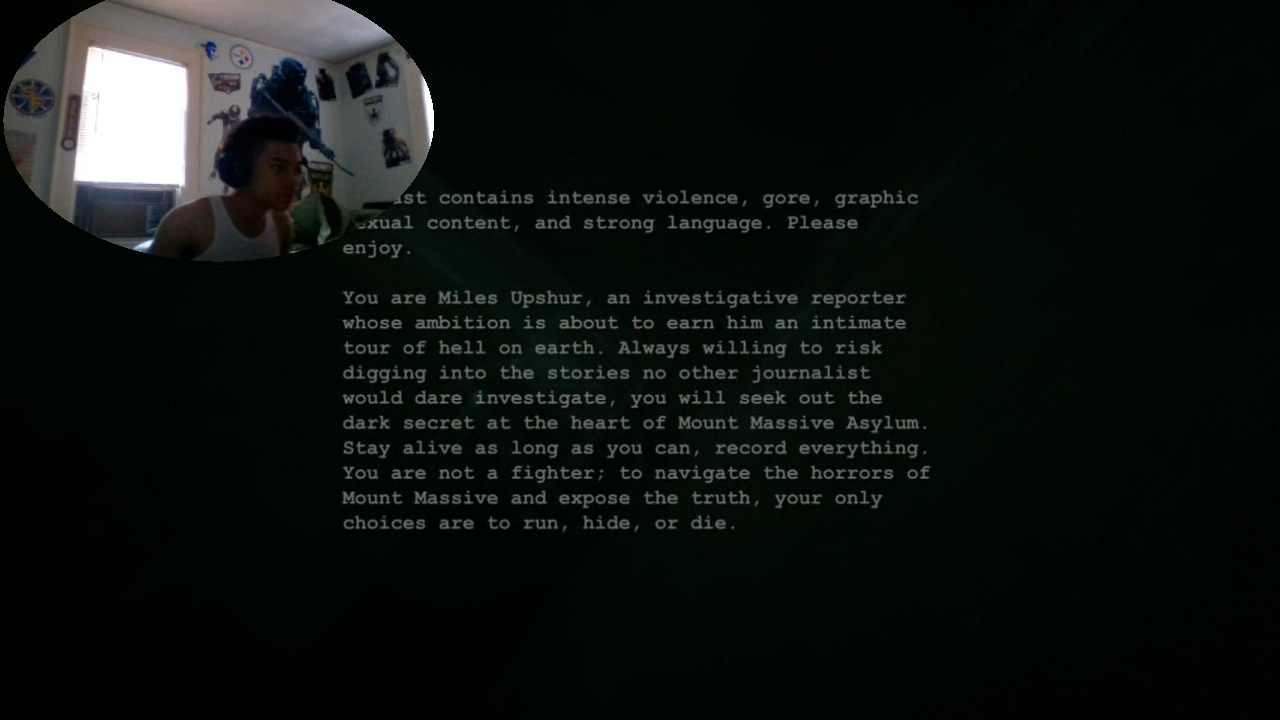 contains intense violence, gore, graphic
content, and strong language. Please
enjoy.
You are Miles Upshur, an investigative reporter
whose ambition is about to earn him an intimate
tour of hell on earth. Always willing to risk
digging into the stories no other journalist
would dare investigate, you will seek out the
dark secret at the heart of Mount Massive Asylum.
Stay alive as long as you can, record everything.
You are not a fighter; to navigate the horrors of
Mount Massive and expose the truth, your only
choices are to run, hide, or die.